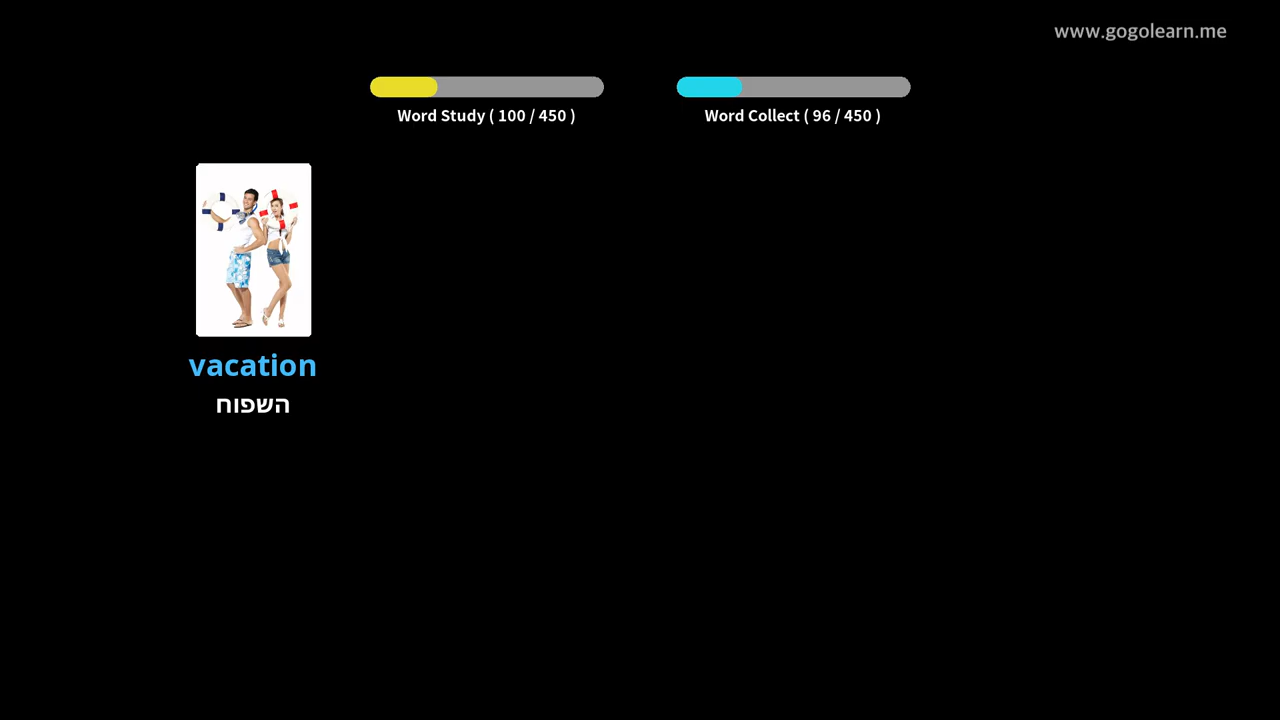 www.gogolearn.me
Word Study ( 100 / 450 )
Word Collect ( 96 / 450 )
vacation
השפוח